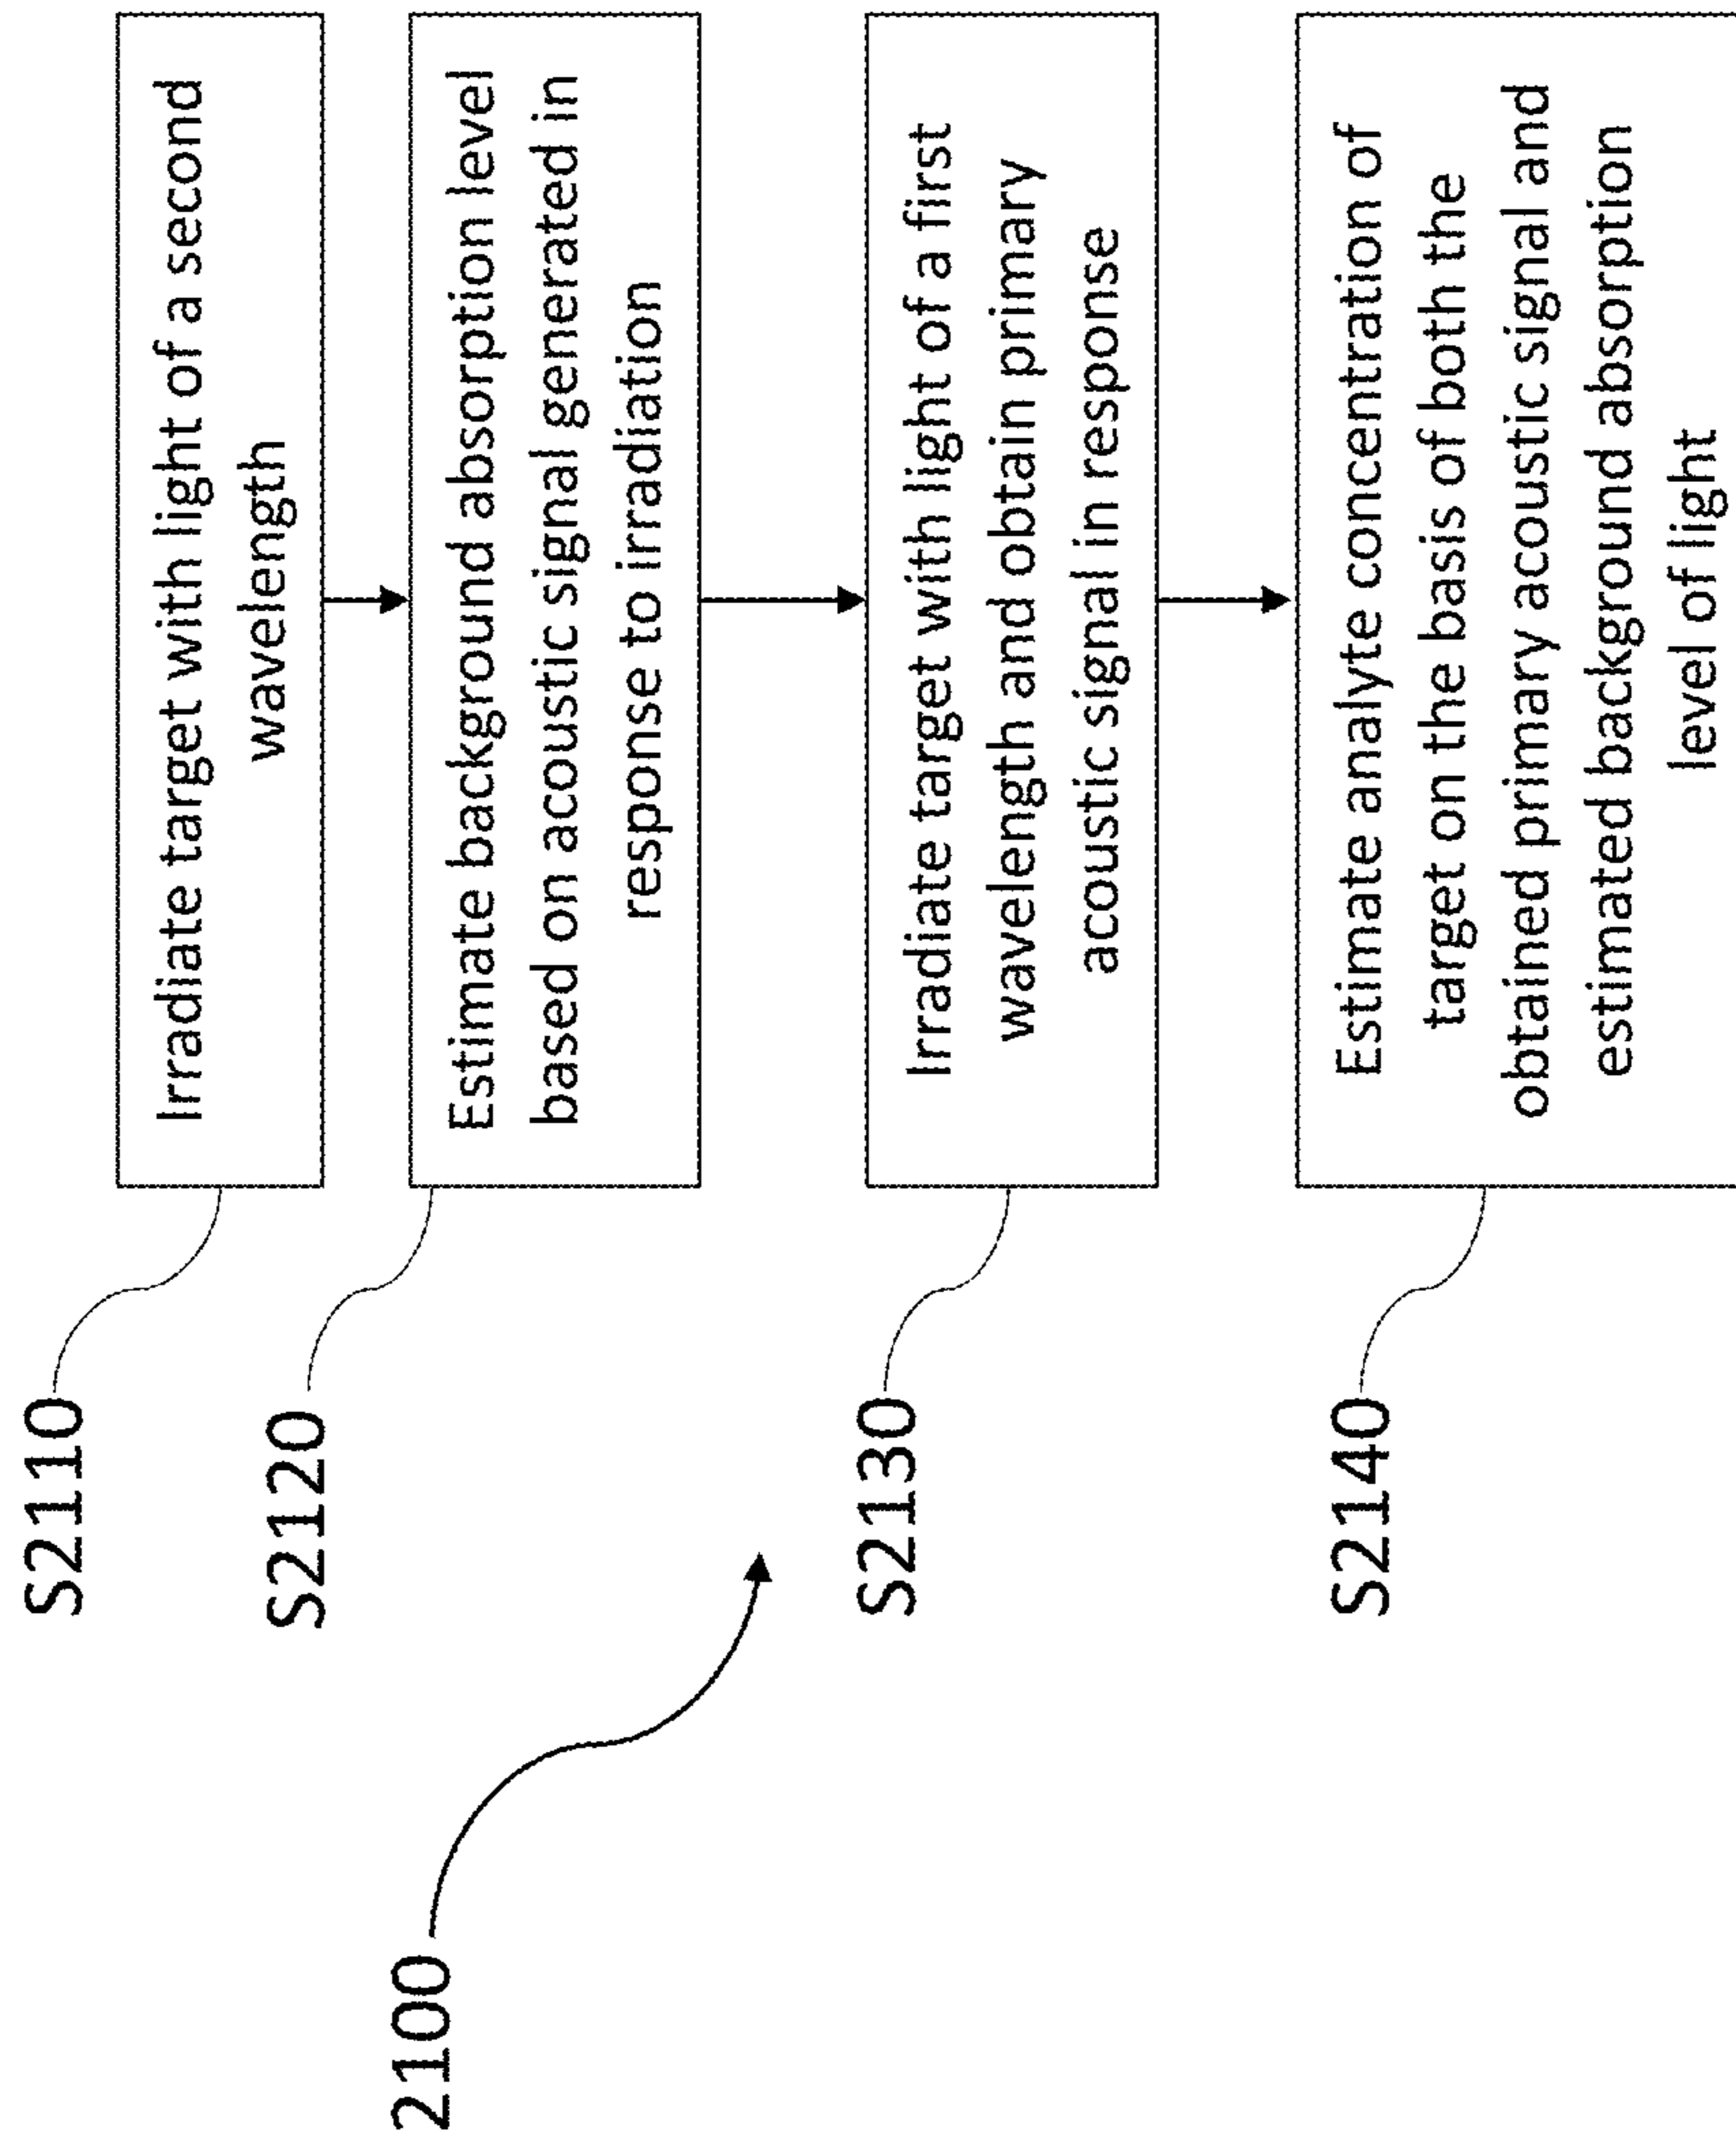 S2110
Irradiate target with light of a second
wavelength
S2120
Estimate background absorption level
based on acoustic signal generated in
response to irradiation
2100
S2130
Irradiate target with light of a first
wavelength and obtain primary
acoustic signal in response
S2140
Estimate analyte concentration of
target on the basis of both the
obtained primary acoustic signal and
estimated background absorption
level of light